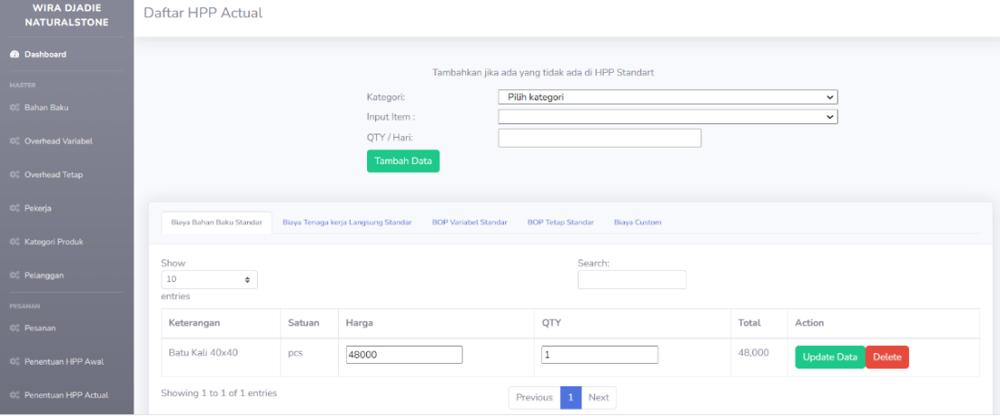 WIRA DJADIE
NATURALSTONE
Dashboard
MASTER
Bahan Baku
Overhead Variabel
Overhead Tetap
Pekerja
Kategori Produk
Pelanggan
PESANAN
Pesanan
Penentuan HPP Awal
Penentuan HPP Actual
Daftar HPP Actual
Tambahkan jika ada yang tidak ada di HPP Standart
Kategori: Pilih kategori
Input Item :
QTY / Hari:
Tambah Data
Biaya Bahan Baku Standar Biaya Tenaga kerja Langsung Standar BOP Variabel Standar BOP Tetap Standar Biaya Custom
Show Search:
10
entries
Keterangan Satuan Harga QTY Total Action
Batu Kali 40x40 pcs 48000 1 48,000 Update Data Delete
Showing 1 to 1 of 1 entries Previous 1 Next